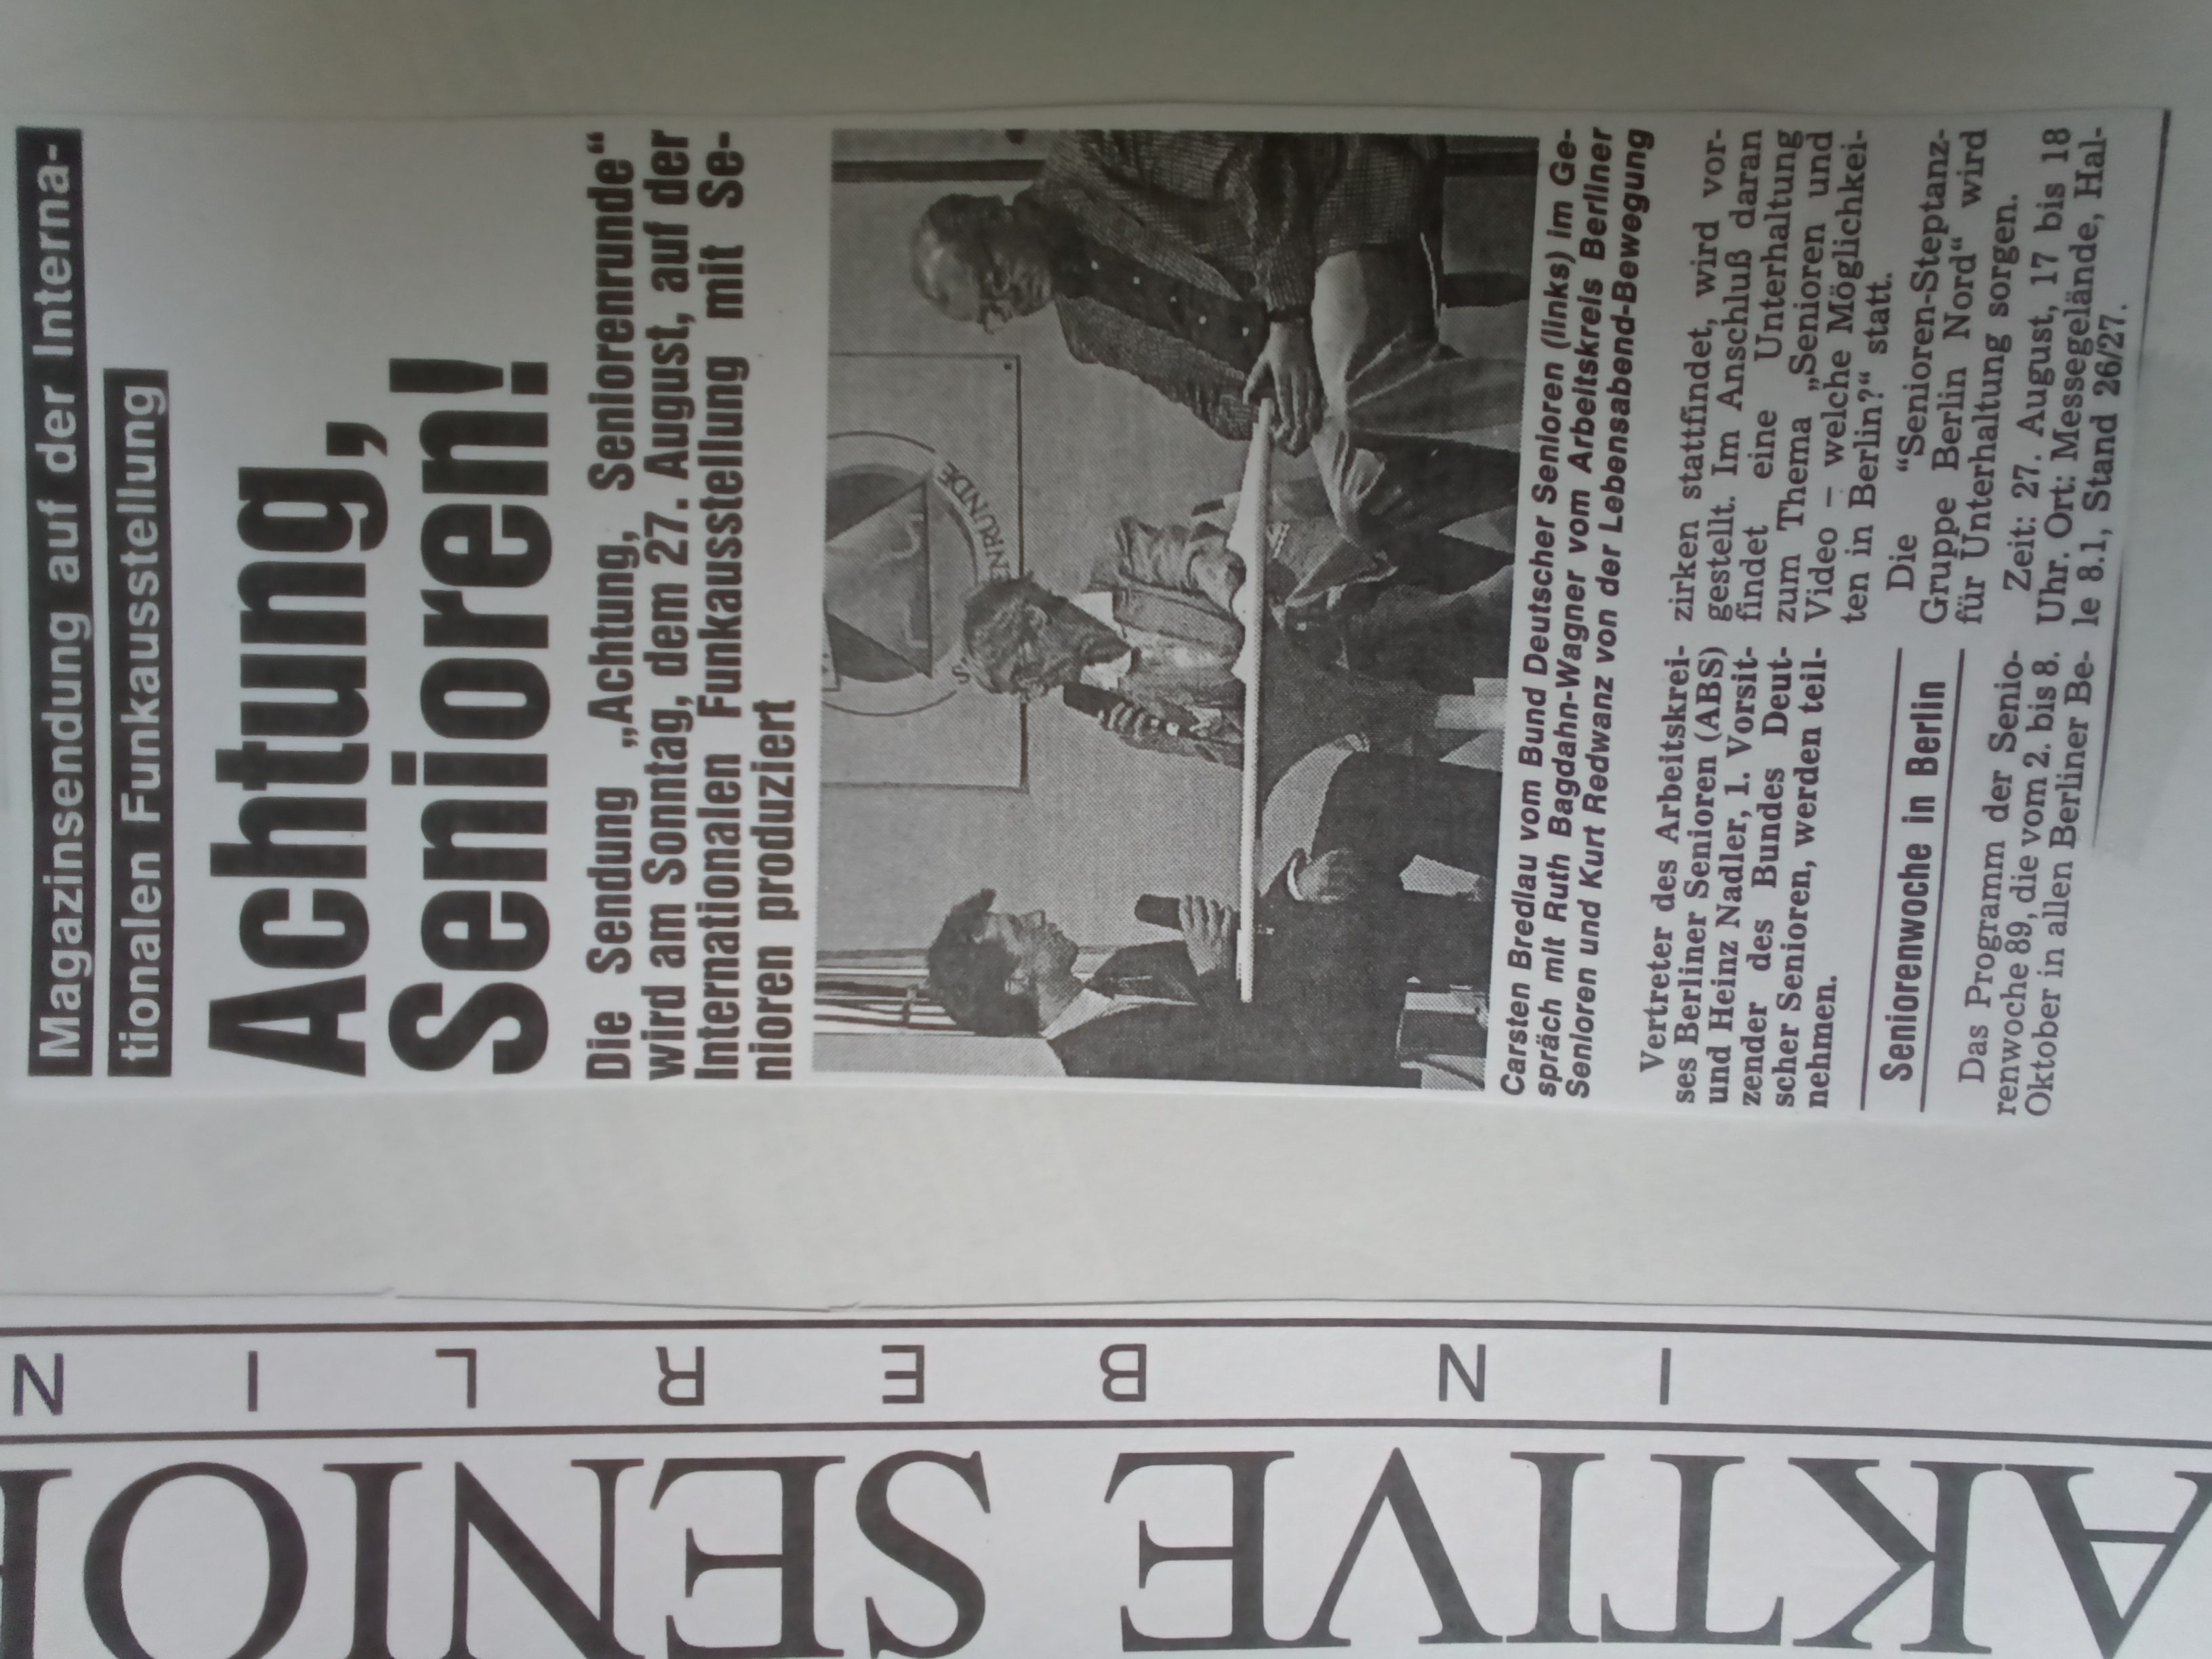 Magazinsendung auf der Interna-
tionalen Funkausstellung
Achtung,
Senioren!
Die Sendung „Achtung, Seniorenrunde“
wird am Sonntag, dem 27. August, auf der
Internationalen Funkausstellung mit Se-
nioren produziert
ENRUNDE
S
Carsten Bredlau vom Bund Deutscher Senioren (links) im Ge-
spräch mit Ruth Bagdahn-Wagner vom Arbeitskreis Berliner
Senioren und Kurt Redwanz von der Lebensabend-Bewegung
Vertreter des Arbeitskrei-
ses Berliner Senioren (ABS)
und Heinz Nadler, 1. Vorsit-
zender des Bundes Deut-
scher Senioren, werden teil-
nehmen.
Seniorenwoche in Berlin
Das Programm der Senio-
renwoche 89, die vom 2. bis 8.
Oktober in allen Berliner Be-
zirken stattfindet, wird vor-
gestellt. Im Anschluß daran
findet eine Unterhaltung
zum Thema „Senioren und
Video – welche Möglichkei-
ten in Berlin?“ statt.
Die “Senioren-Steptanz-
Gruppe Berlin Nord“ wird
für Unterhaltung sorgen.
Zeit: 27. August, 17 bis 18
Uhr. Ort: Messegelände, Hal-
le 8.1, Stand 26/27.
AKTIVE SENIO
IN BERLIN